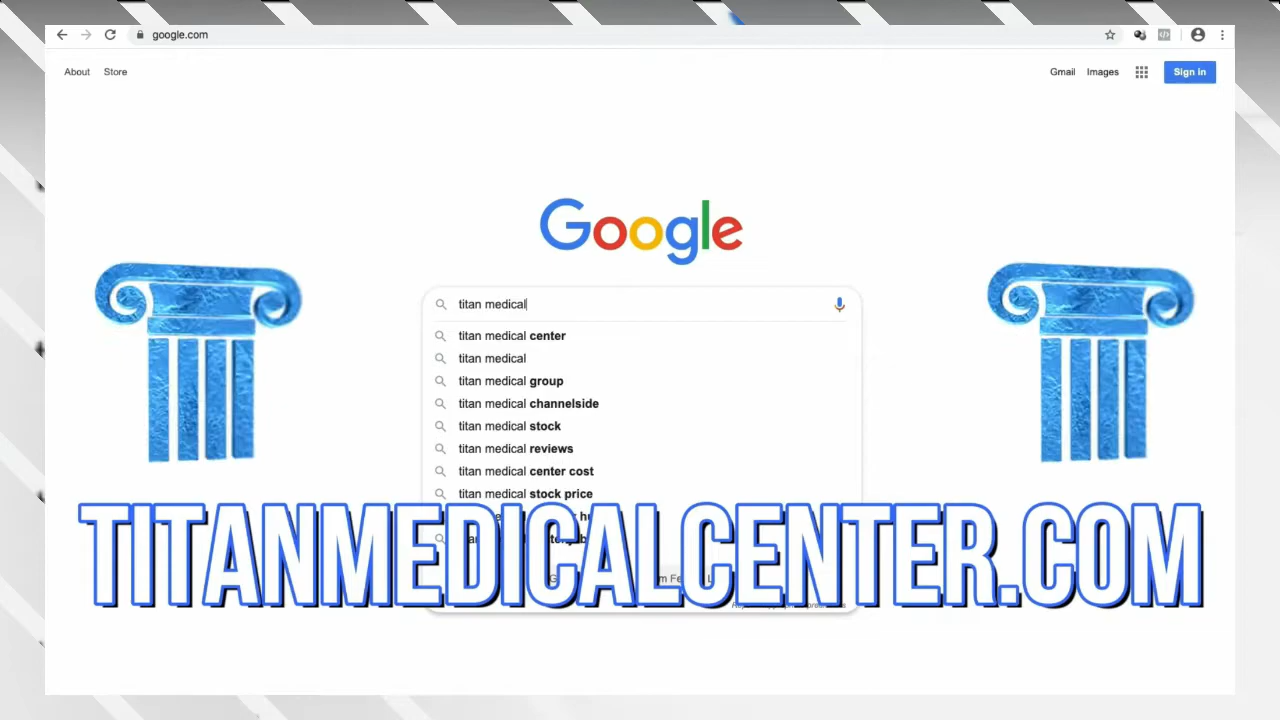 google.com
About Store Gmail Images Sign in
Google
titan medical
titan medical center
titan medical
titan medical group
titan medical channelside
titan medical stock
titan medical reviews
titan medical center cost
titan medical stock price
TITANMEDICALCENTER.COM